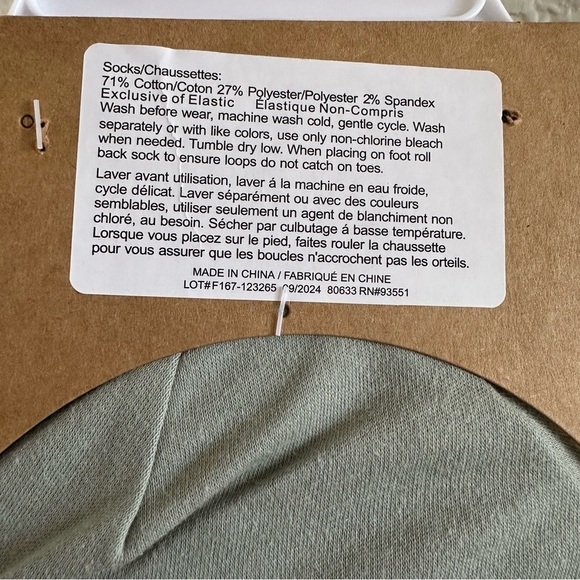 Socks/Chaussettes:
71% Cotton/Coton 27% Polyester/Polyester 2% Spandex
Exclusive of Elastic Élastique Non-Compris
Wash before wear, machine wash cold, gentle cycle. Wash
separately or with like colors, use only non-chlorine bleach
when needed. Tumble dry low. When placing on foot roll
back sock to ensure loops do not catch on toes.
Laver avant utilisation, laver á la machine en eau froide,
cycle délicat. Laver séparément ou avec des couleurs
semblables, utiliser seulement un agent de blanchiment non
chloré, au besoin. Sécher par culbutage á basse température.
Lorsque vous placez sur le pied, faites rouler la chaussette
pour vous assurer que les boucles n'accrochent pas les orteils.
MADE IN CHINA / FABRIQUÉ EN CHINE
LOT#F167-123265 09/2024 80633 RN#93551